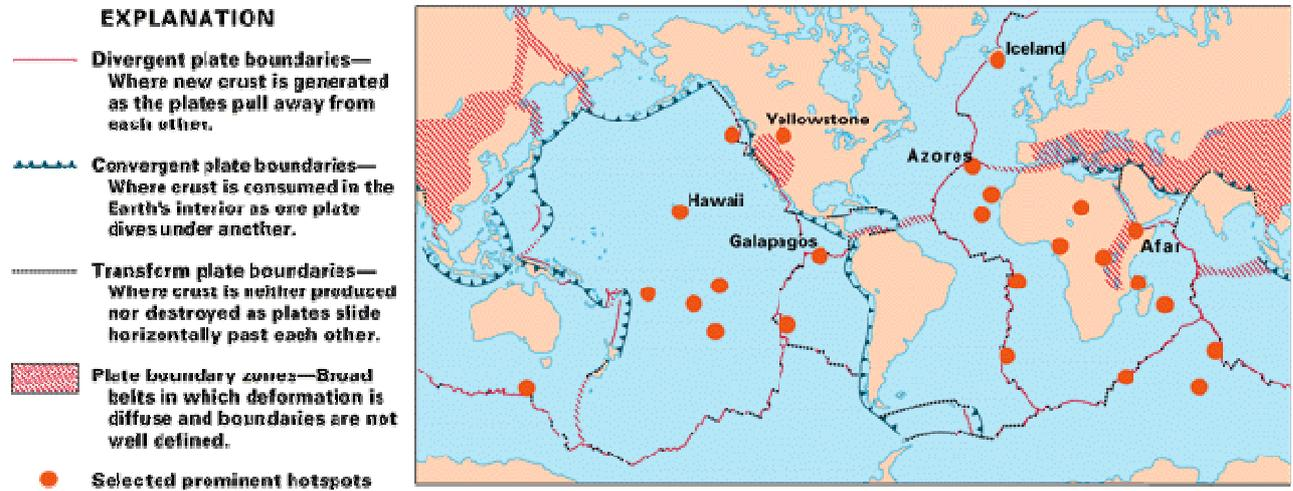 EXPLANATION
Divergent plate boundaries—
Where new crust is generated
as the plates pull away from
each other.
Convergent plate boundaries—
Where crust is consumed in the
Earth's interior as one plate
dives under another.
Transform plate boundaries—
Where crust is neither produced
nor destroyed as plates slide
horizontally past each other.
Plate boundary zones—Broad
belts in which deformation is
diffuse and boundaries are not
well defined.
Selected prominent hotspots
Iceland
Yellowstone
Azores
Hawaii
Galapagos
Afar